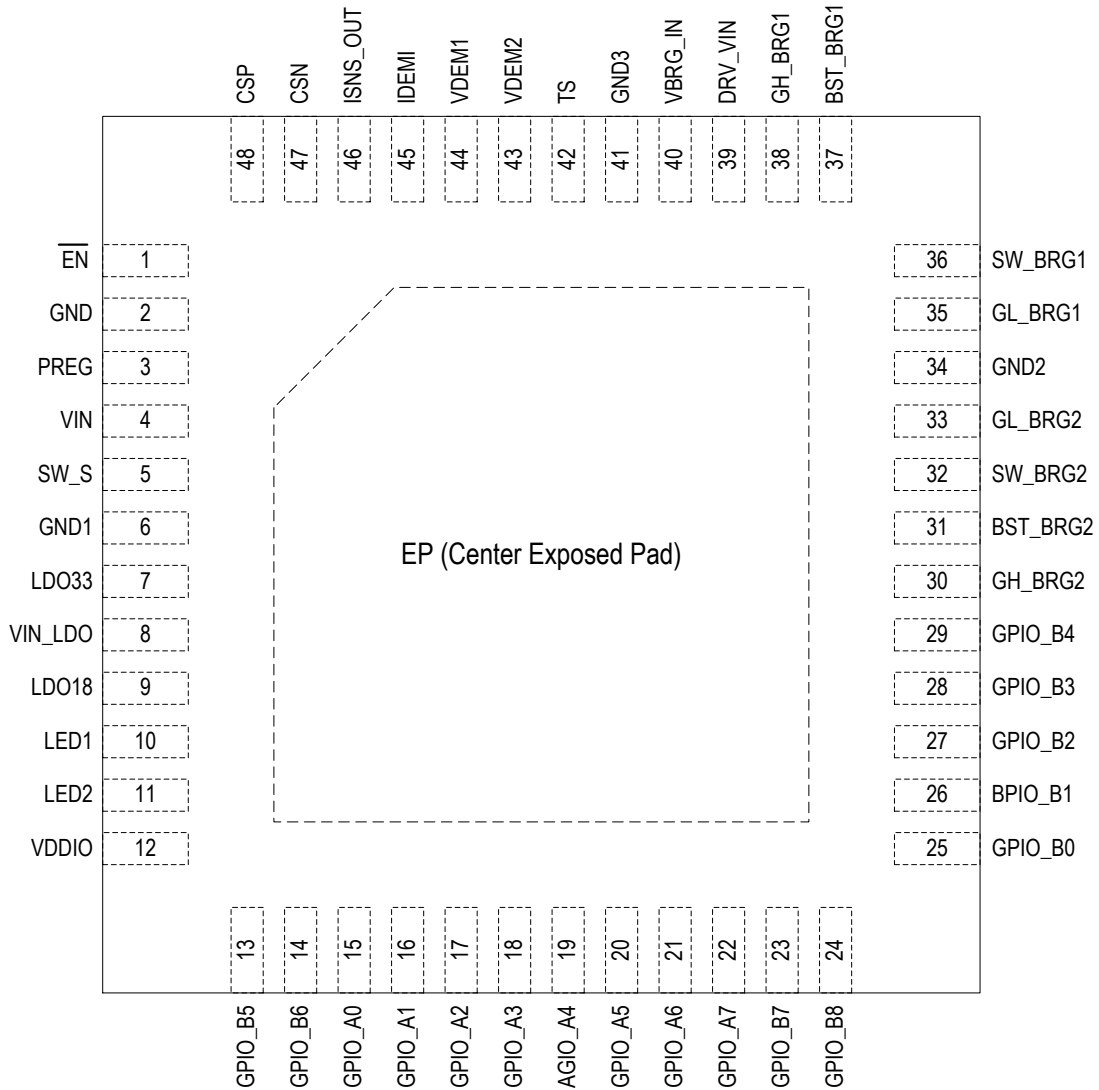 CSP
CSN
ISNS_OUT
IDEMI
VDEM1
VDEM2
TS
GND3
VBRG_IN
DRV_VIN
GH_BRG1
BST_BRG1
48
47
46
45
44
43
42
41
40
39
38
37
EN 1
GND 2
PREG 3
VIN 4
SW_S 5
GND1 6
LDO33 7
VIN_LDO 8
LDO18 9
LED1 10
LED2 11
VDDIO 12
EP (Center Exposed Pad)
36 SW_BRG1
35 GL_BRG1
34 GND2
33 GL_BRG2
32 SW_BRG2
31 BST_BRG2
30 GH_BRG2
29 GPIO_B4
28 GPIO_B3
27 GPIO_B2
26 BPIO_B1
25 GPIO_B0
13
14
15
16
17
18
19
20
21
22
23
24
GPIO_B5
GPIO_B6
GPIO_A0
GPIO_A1
GPIO_A2
GPIO_A3
AGIO_A4
GPIO_A5
GPIO_A6
GPIO_A7
GPIO_B7
GPIO_B8